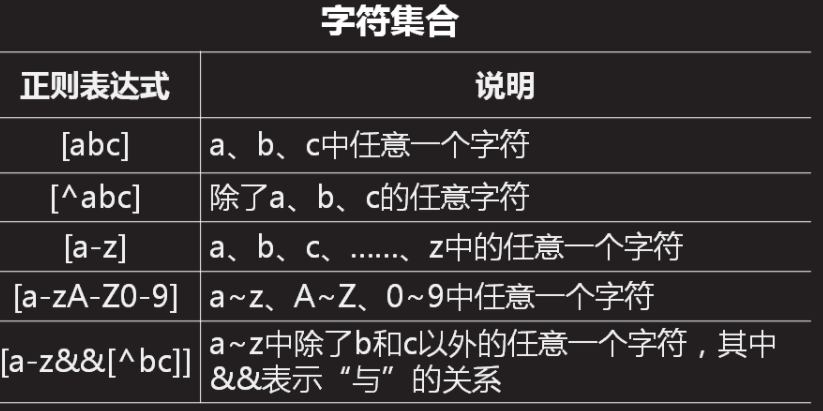 字符集合
正则表达式 说明
[abc] a、b、c中任意一个字符
[^abc] 除了a、b、c的任意字符
[a-z] a、b、c、……、z中的任意一个字符
[a-zA-Z0-9] a~z、A~Z、0~9中任意一个字符
[a-z&&[^bc]] a~z中除了b和c以外的任意一个字符，其中
&&表示“与”的关系